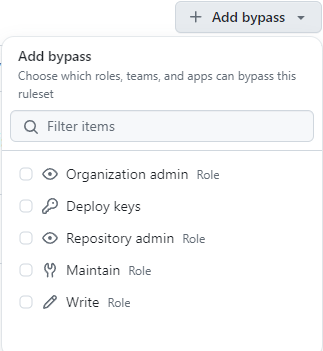 Add bypass
Add bypass
Choose which roles, teams, and apps can bypass this
ruleset
Filter items
Organization admin Role
Deploy keys
Repository admin Role
Maintain Role
Write Role